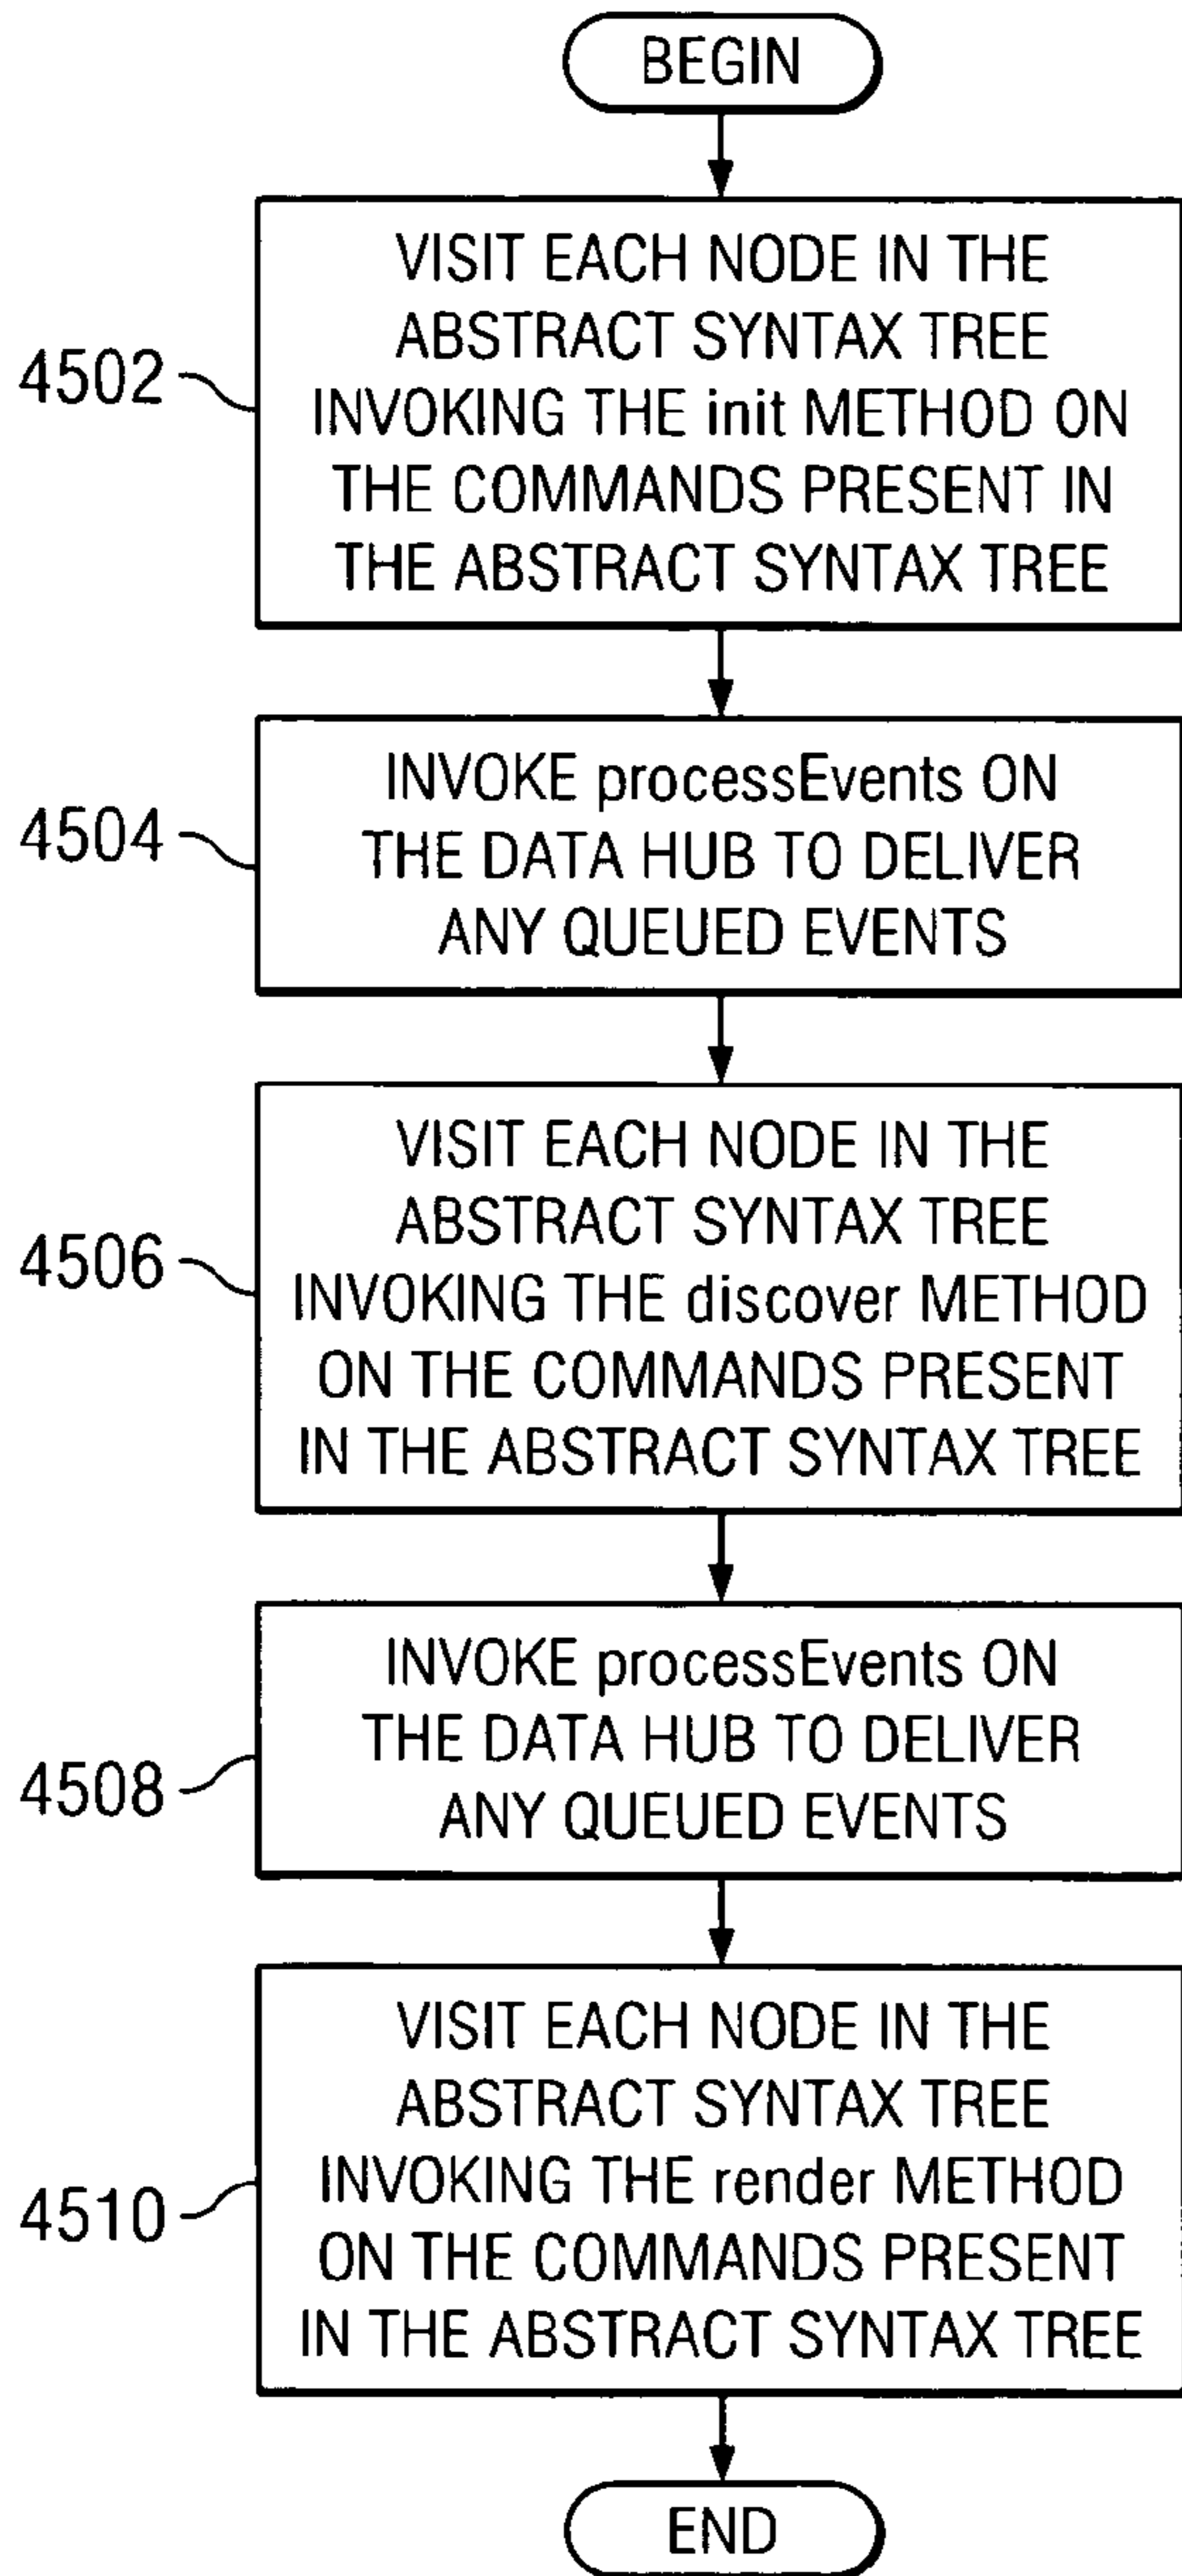 BEGIN
VISIT EACH NODE IN THE
ABSTRACT SYNTAX TREE
INVOKING THE init METHOD ON
THE COMMANDS PRESENT IN
THE ABSTRACT SYNTAX TREE
4502
INVOKE processEvents ON
THE DATA HUB TO DELIVER
ANY QUEUED EVENTS
4504
VISIT EACH NODE IN THE
ABSTRACT SYNTAX TREE
INVOKING THE discover METHOD
ON THE COMMANDS PRESENT
IN THE ABSTRACT SYNTAX TREE
4506
INVOKE processEvents ON
THE DATA HUB TO DELIVER
ANY QUEUED EVENTS
4508
VISIT EACH NODE IN THE
ABSTRACT SYNTAX TREE
INVOKING THE render METHOD
ON THE COMMANDS PRESENT
IN THE ABSTRACT SYNTAX TREE
4510
END